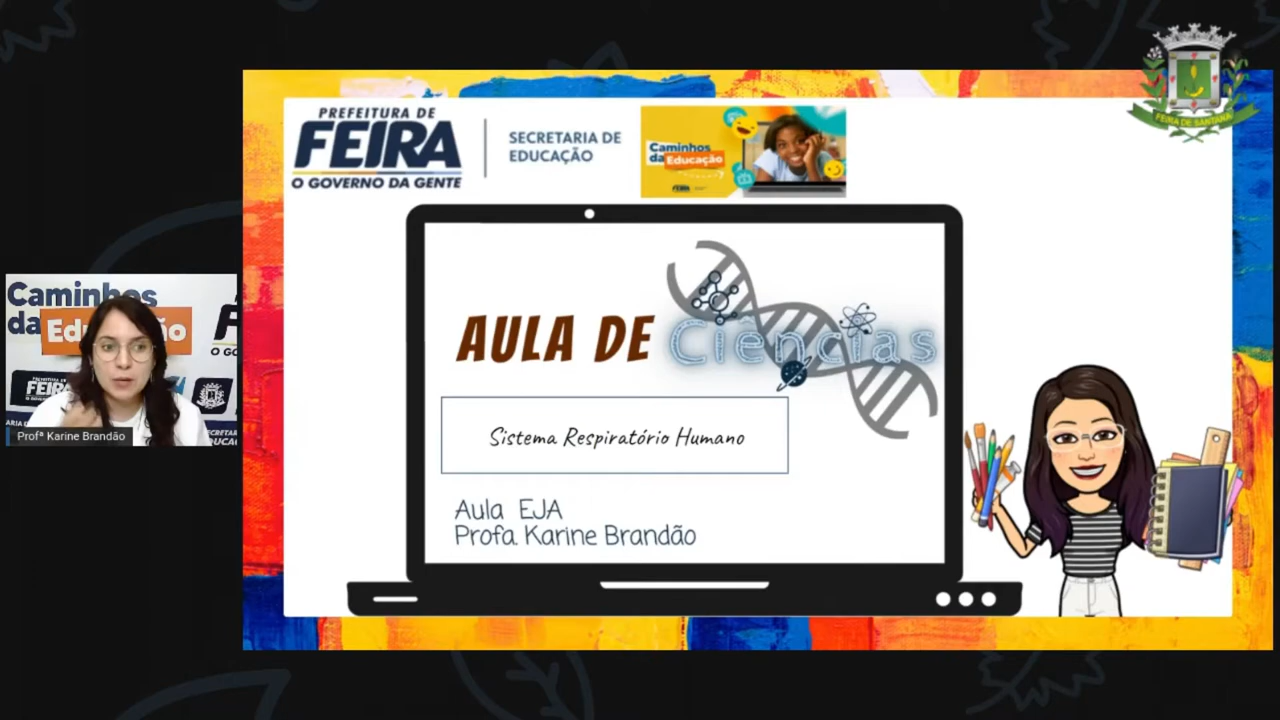 PREFEITURA DE
FEIRA
O GOVERNO DA GENTE
SECRETARIA DE
EDUCAÇÃO
Caminhos
da Educação
FEIRA
FEIRA DE SANTANA
AULA DE Ciências
Sistema Respiratório Humano
Aula EJA
Profa. Karine Brandão
Caminhos
da Educação
FEIRA
Profª Karine Brandão